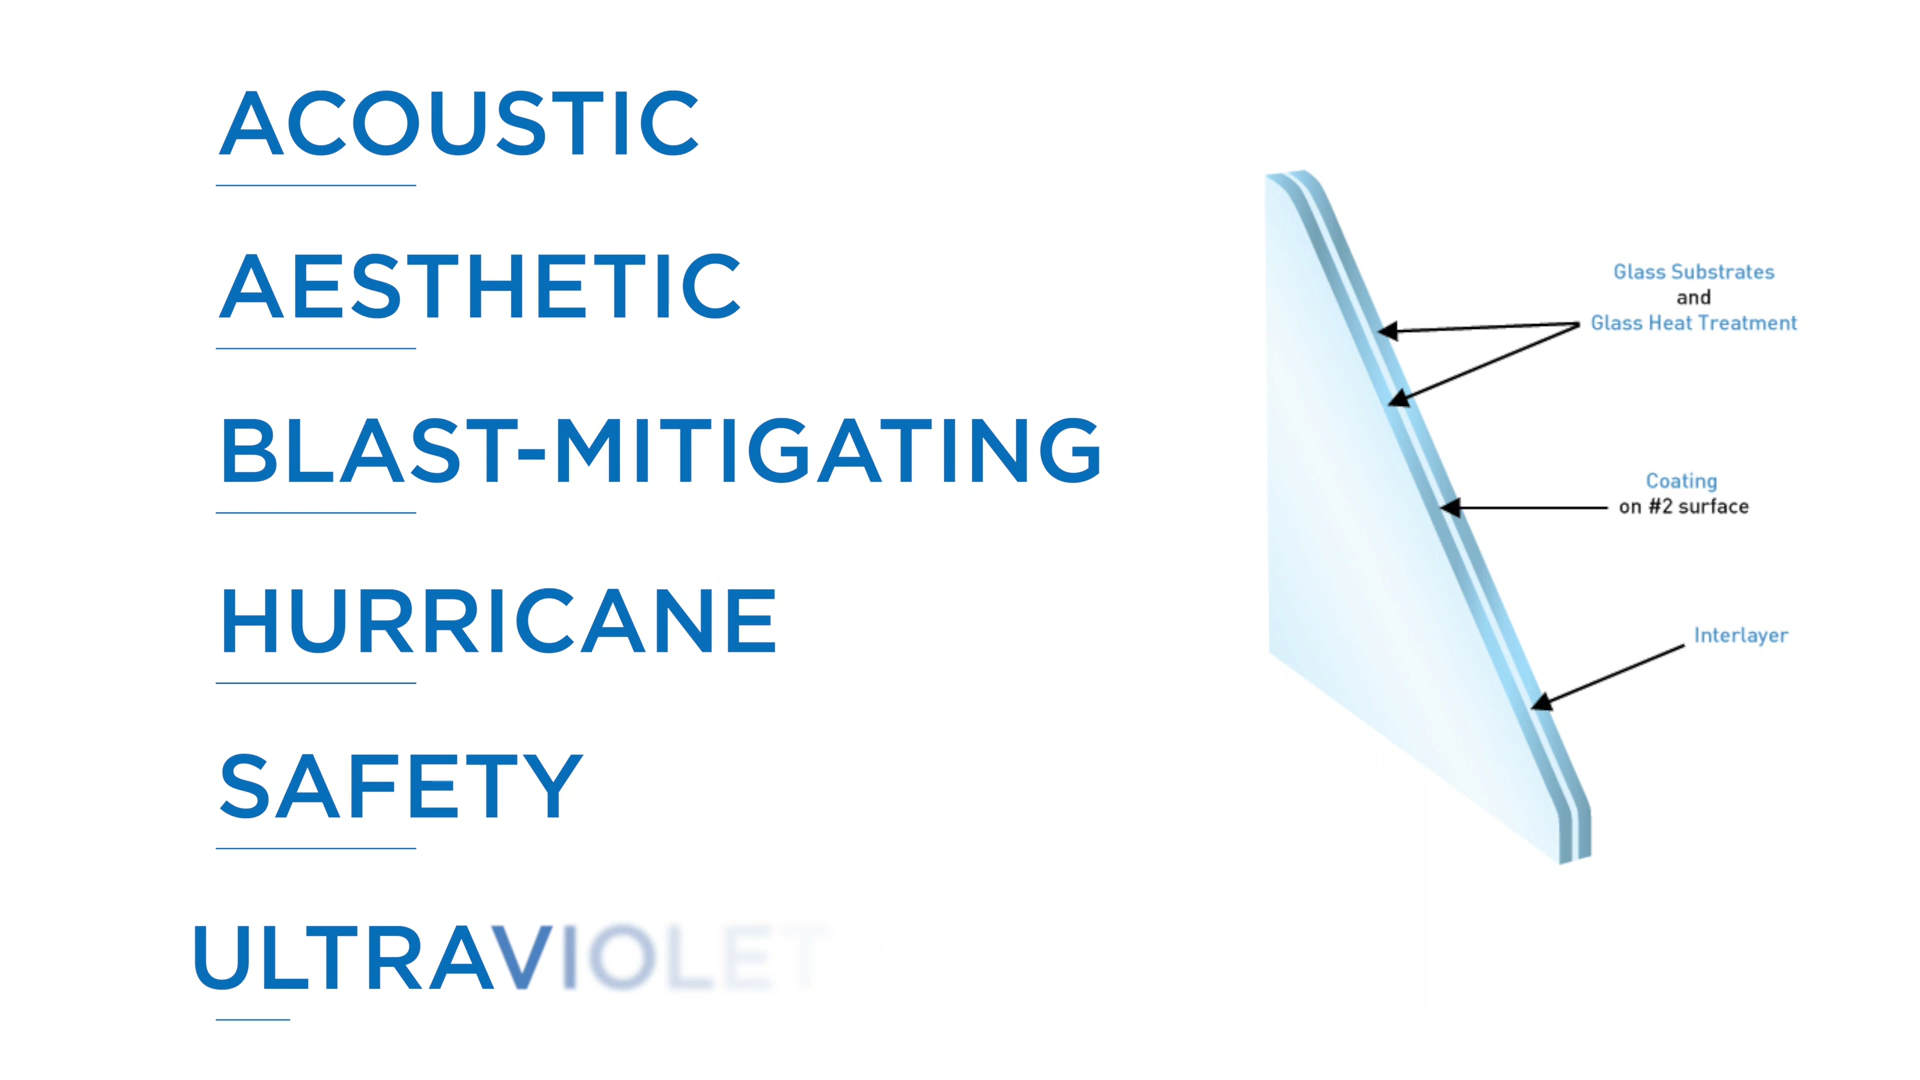 ACOUSTIC
AESTHETIC
BLAST-MITIGATING
HURRICANE
SAFETY
ULTRAVIOLET
Glass Substrates
and
Glass Heat Treatment
Coating
on #2 surface
Interlayer